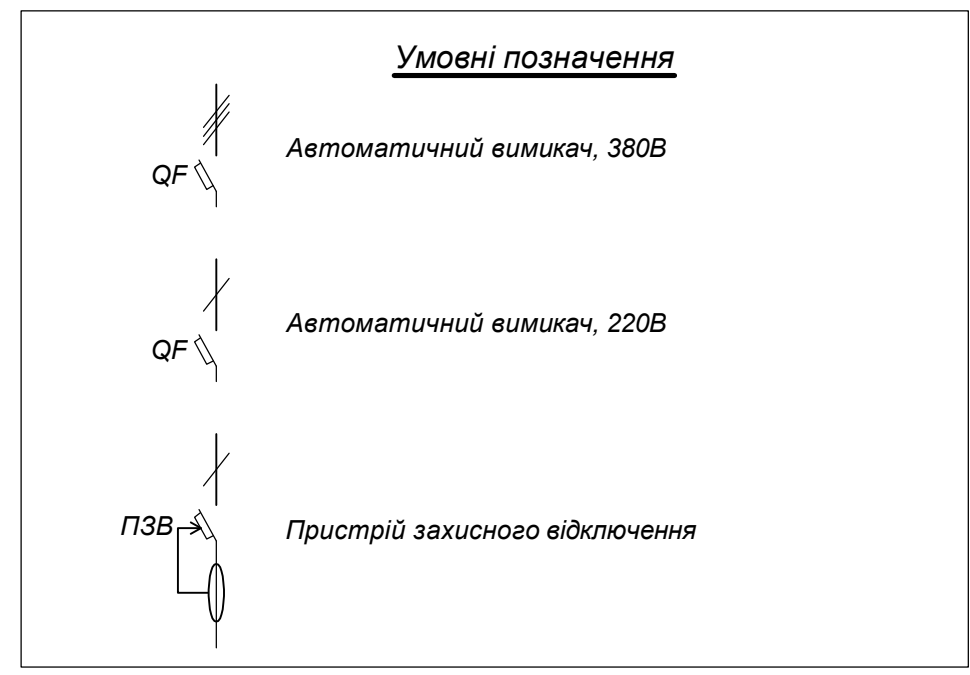 Умовні позначення
Автоматичний вимикач, 380В
QF
Автоматичний вимикач, 220В
QF
ПЗВ
Пристрій захисного відключення